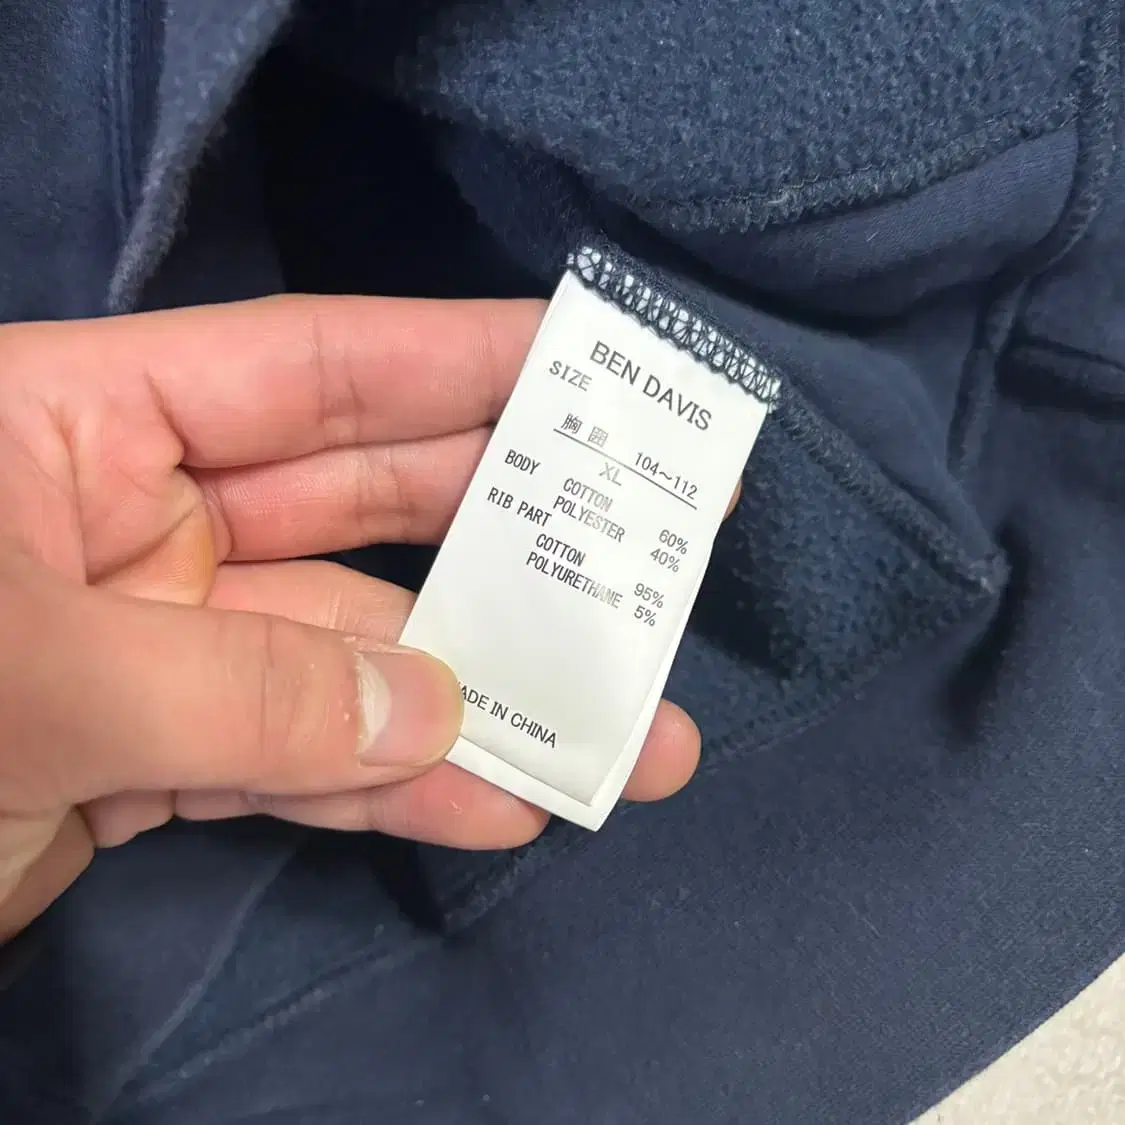 BEN DAVIS
SIZE
胸囲 104～112
XL
BODY
COTTON 60%
POLYESTER 40%
RIB PART
COTTON 95%
POLYURETHANE 5%
MADE IN CHINA